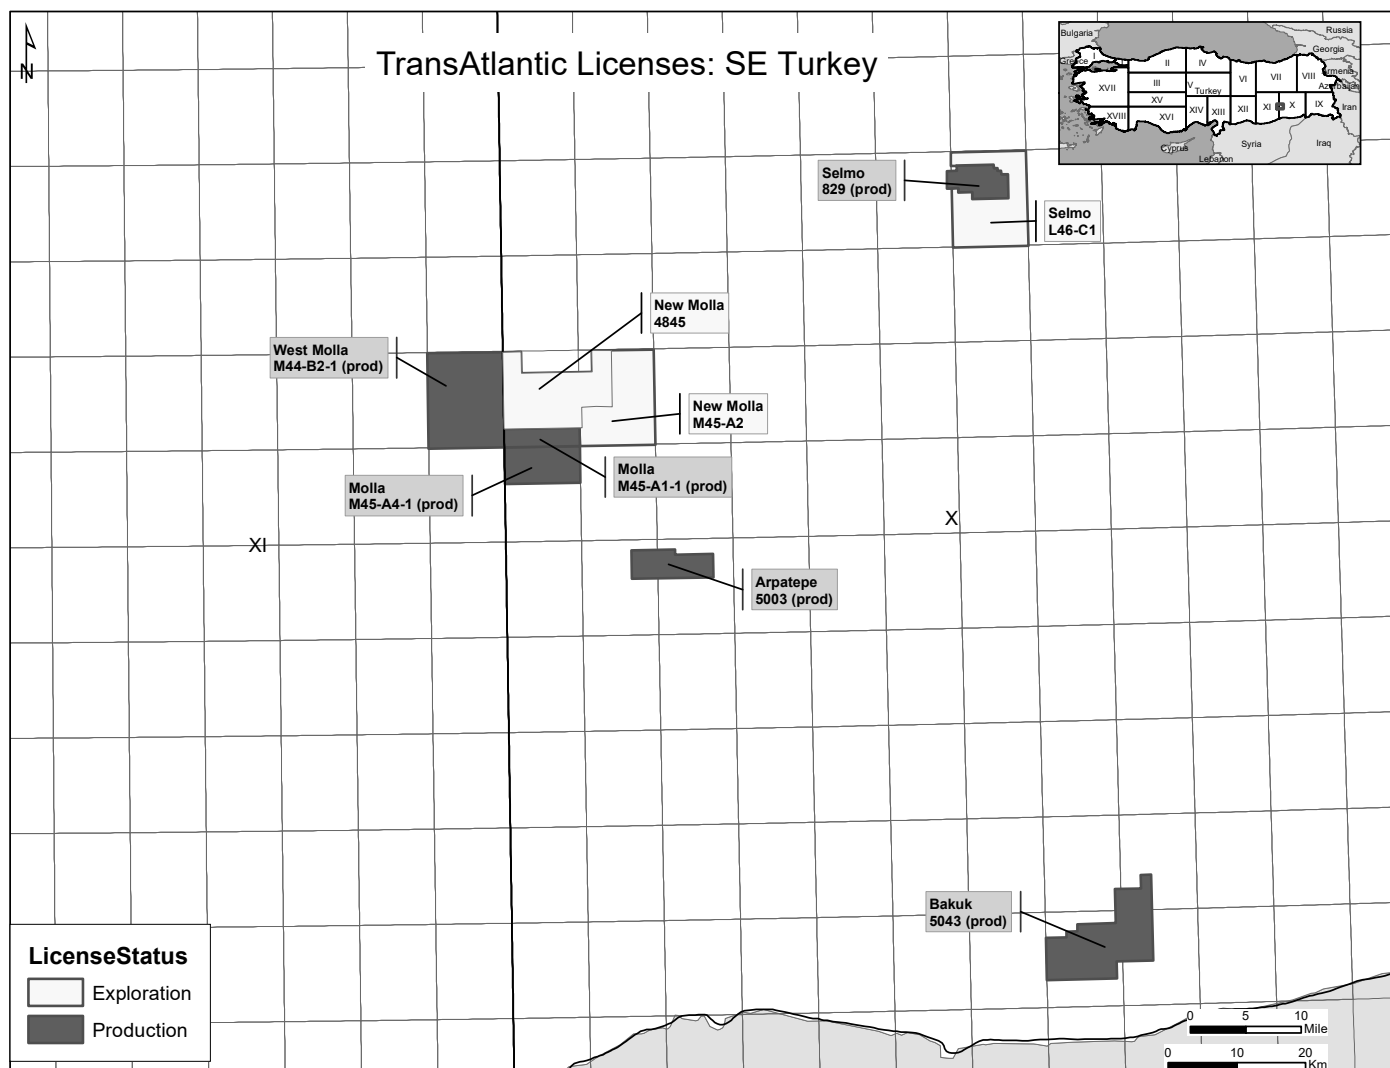 N
TransAtlantic Licenses: SE Turkey
Bulgaria
Russia
Greece
I
II
IV
Georgia
III
V
VI
VII
VIII
Armenia
Azerbaijan
XVII
Turkey
XV
XVIII
XVI
XIV
XIII
XII
XI
X
IX
Iran
Cyprus
Syria
Iraq
Lebanon
Selmo
829 (prod)
Selmo
L46-C1
New Molla
4845
West Molla
M44-B2-1 (prod)
New Molla
M45-A2
Molla
M45-A1-1 (prod)
Molla
M45-A4-1 (prod)
XI
X
Arpatepe
5003 (prod)
Bakuk
5043 (prod)
LicenseStatus
Exploration
Production
0 5 10
Mile
0 10 20
Km